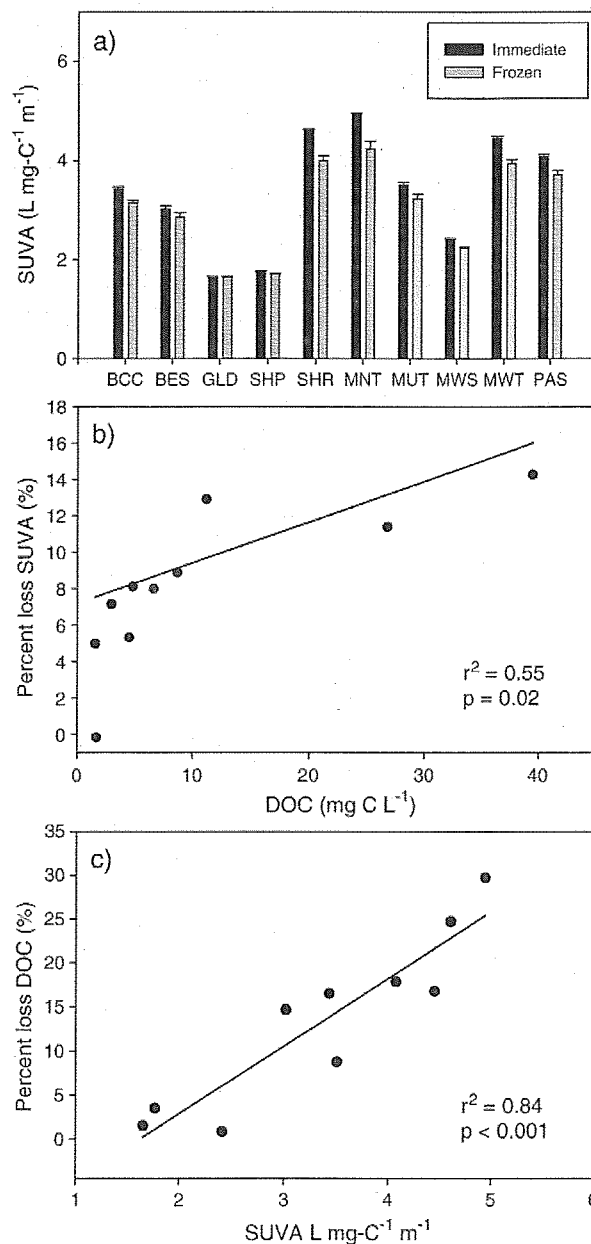 a)
Immediate
Frozen
6
4
2
0
SUVA (L mg-C⁻¹ m⁻¹)
BCC BES GLD SHP SHR MNT MUT MWS MWT PAS
b)
18
16
14
12
10
8
6
4
2
0
Percent loss SUVA (%)
r² = 0.55
p = 0.02
0 10 20 30 40
DOC (mg C L⁻¹)
c)
35
30
25
20
15
10
5
0
Percent loss DOC (%)
r² = 0.84
p < 0.001
1 2 3 4 5 6
SUVA L mg-C⁻¹ m⁻¹